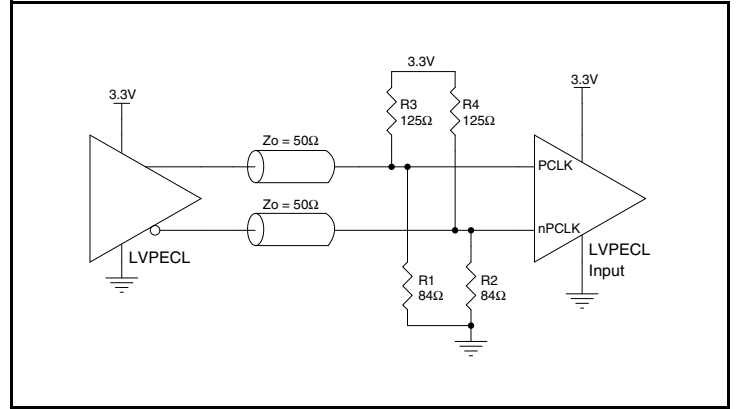 3.3V
3.3V
3.3V
R3
125Ω
R4
125Ω
Zo = 50Ω
PCLK
Zo = 50Ω
nPCLK
LVPECL
LVPECL
Input
R1
84Ω
R2
84Ω